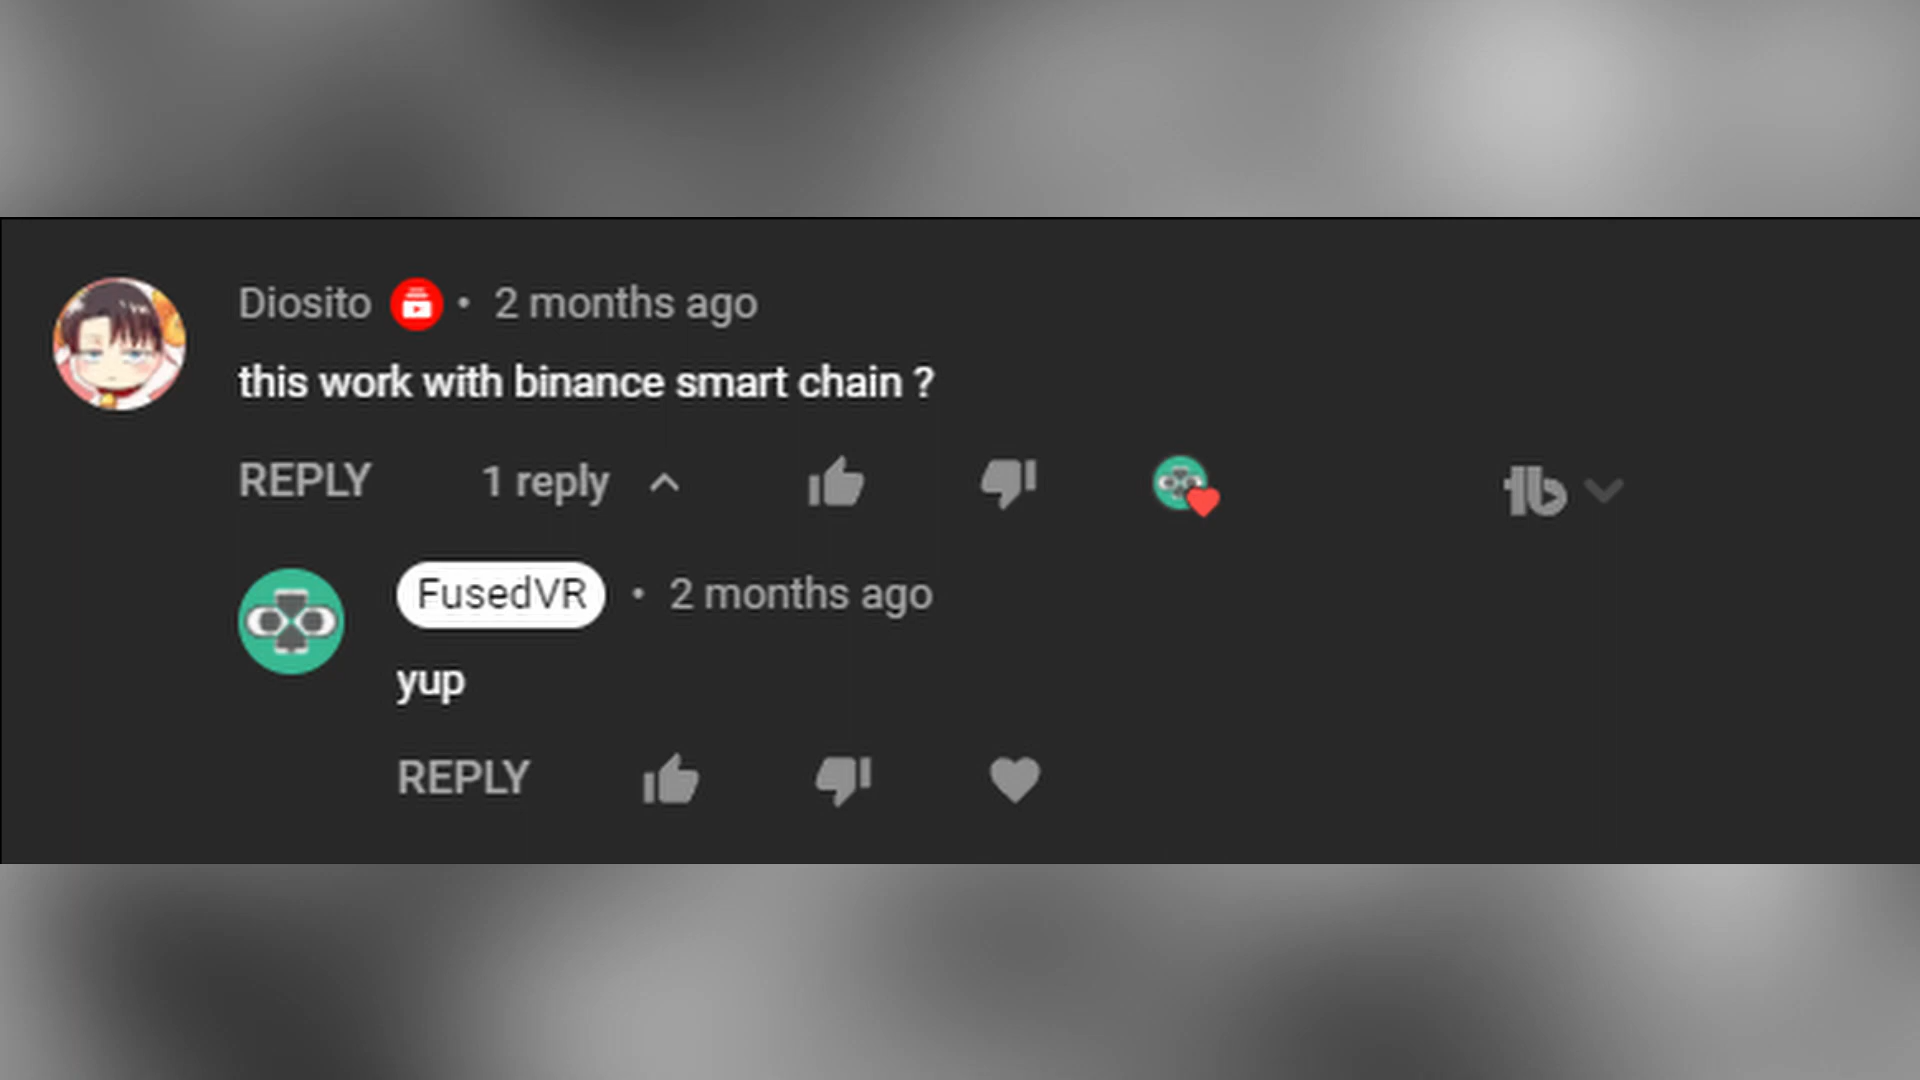 Diosito • 2 months ago
this work with binance smart chain ?
REPLY 1 reply
FusedVR • 2 months ago
yup
REPLY